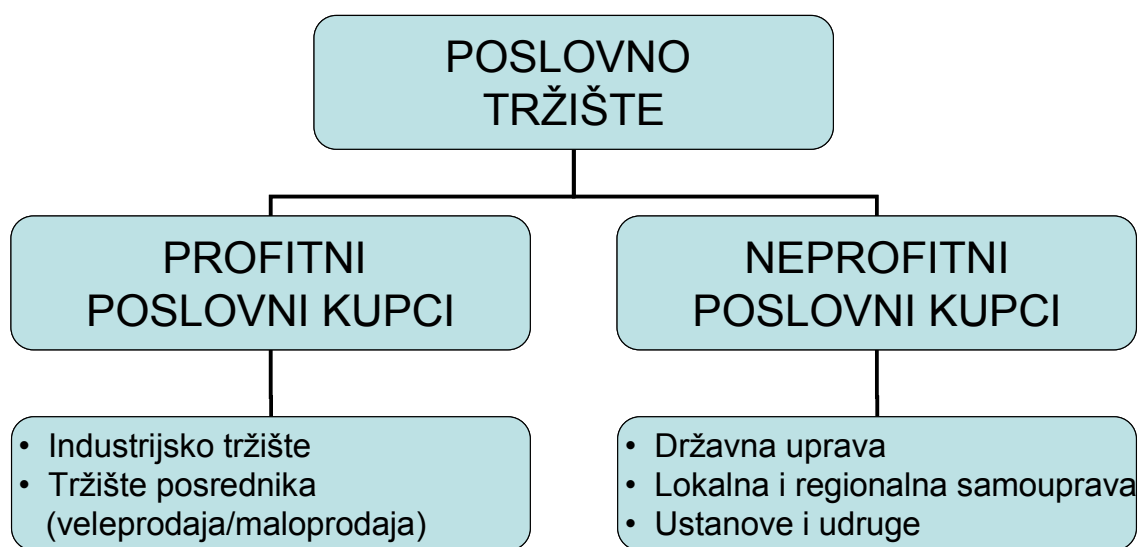 POSLOVNO
TRŽIŠTE
PROFITNI
POSLOVNI KUPCI
NEPROFITNI
POSLOVNI KUPCI
• Industrijsko tržište
• Tržište posrednika
(veleprodaja/maloprodaja)
• Državna uprava
• Lokalna i regionalna samouprava
• Ustanove i udruge